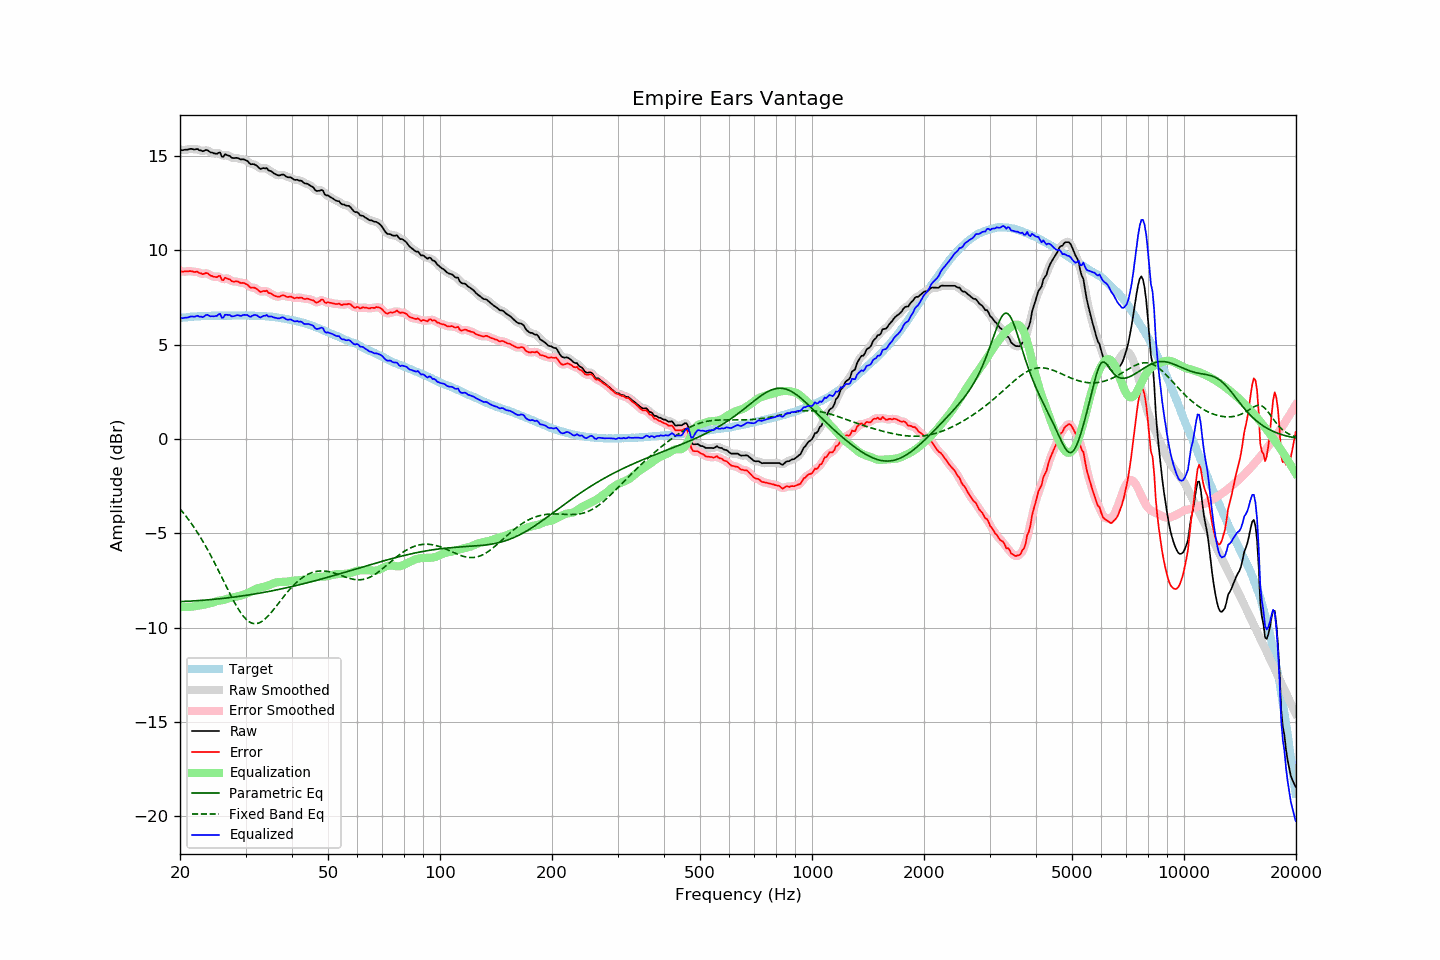 Empire Ears Vantage
Amplitude (dBr)
15
10
5
0
−5
−10
−15
−20
Target
Raw Smoothed
Error Smoothed
Raw
Error
Equalization
Parametric Eq
Fixed Band Eq
Equalized
20 50 100 200 500 1000 2000 5000 10000 20000
Frequency (Hz)